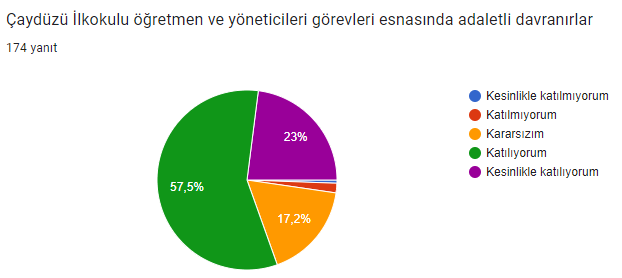 Çaydüzü İlkokulu öğretmen ve yöneticileri görevleri esnasında adaletli davranırlar
174 yanıt
Kesinlikle katılmıyorum
Katılmıyorum
Kararsızım
Katılıyorum
Kesinlikle katılıyorum
23%
57,5%
17,2%